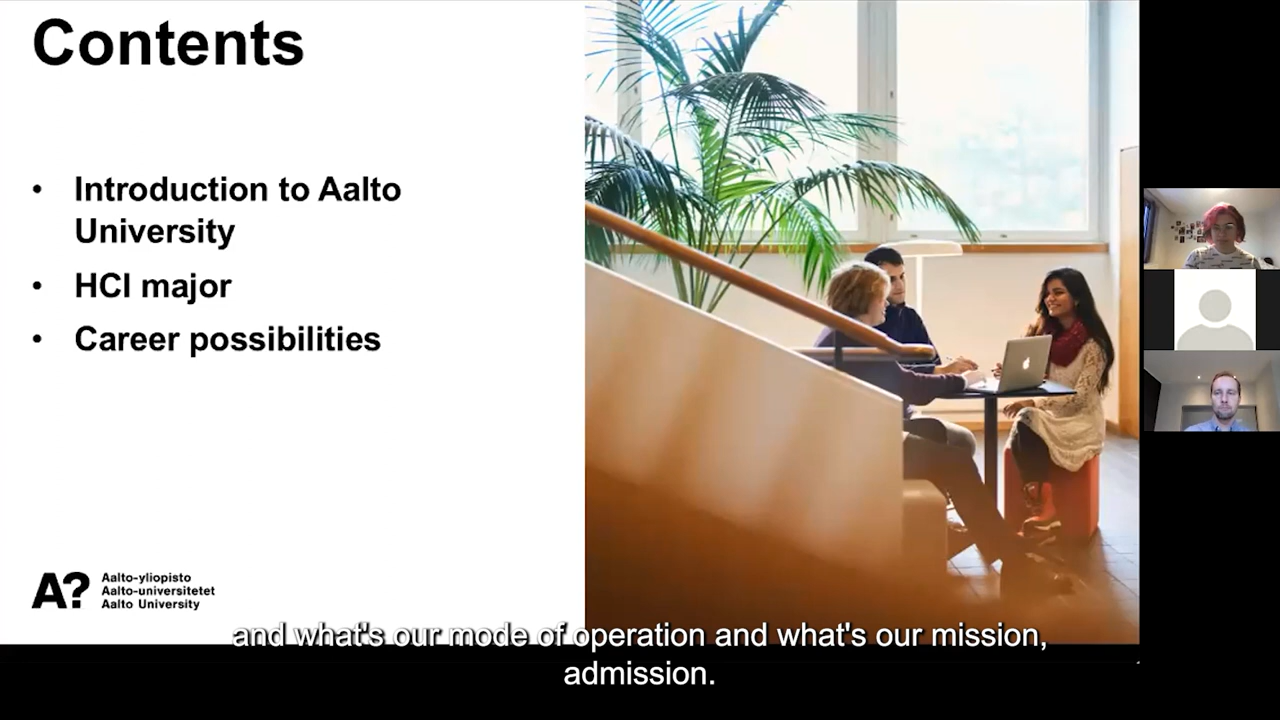 Contents
• Introduction to Aalto
University
• HCI major
• Career possibilities
A?
Aalto-yliopisto
Aalto-universitetet
Aalto University
and what's our mode of operation and what's our mission,
admission.